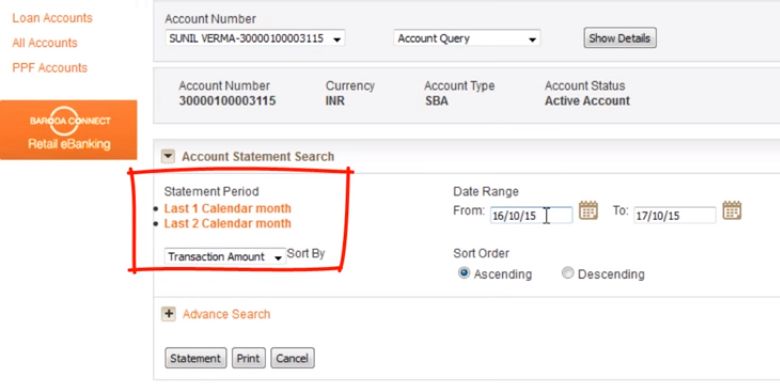 Loan Accounts
All Accounts
PPF Accounts
BARODA CONNECT
Retail eBanking
Account Number
SUNIL VERMA-30000100003115
Account Query
Show Details
Account Number Currency Account Type Account Status
30000100003115 INR SBA Active Account
Account Statement Search
Statement Period
Last 1 Calendar month
Last 2 Calendar month
Transaction Amount Sort By
Date Range
From: 16/10/15 To: 17/10/15
Sort Order
Ascending Descending
Advance Search
Statement Print Cancel